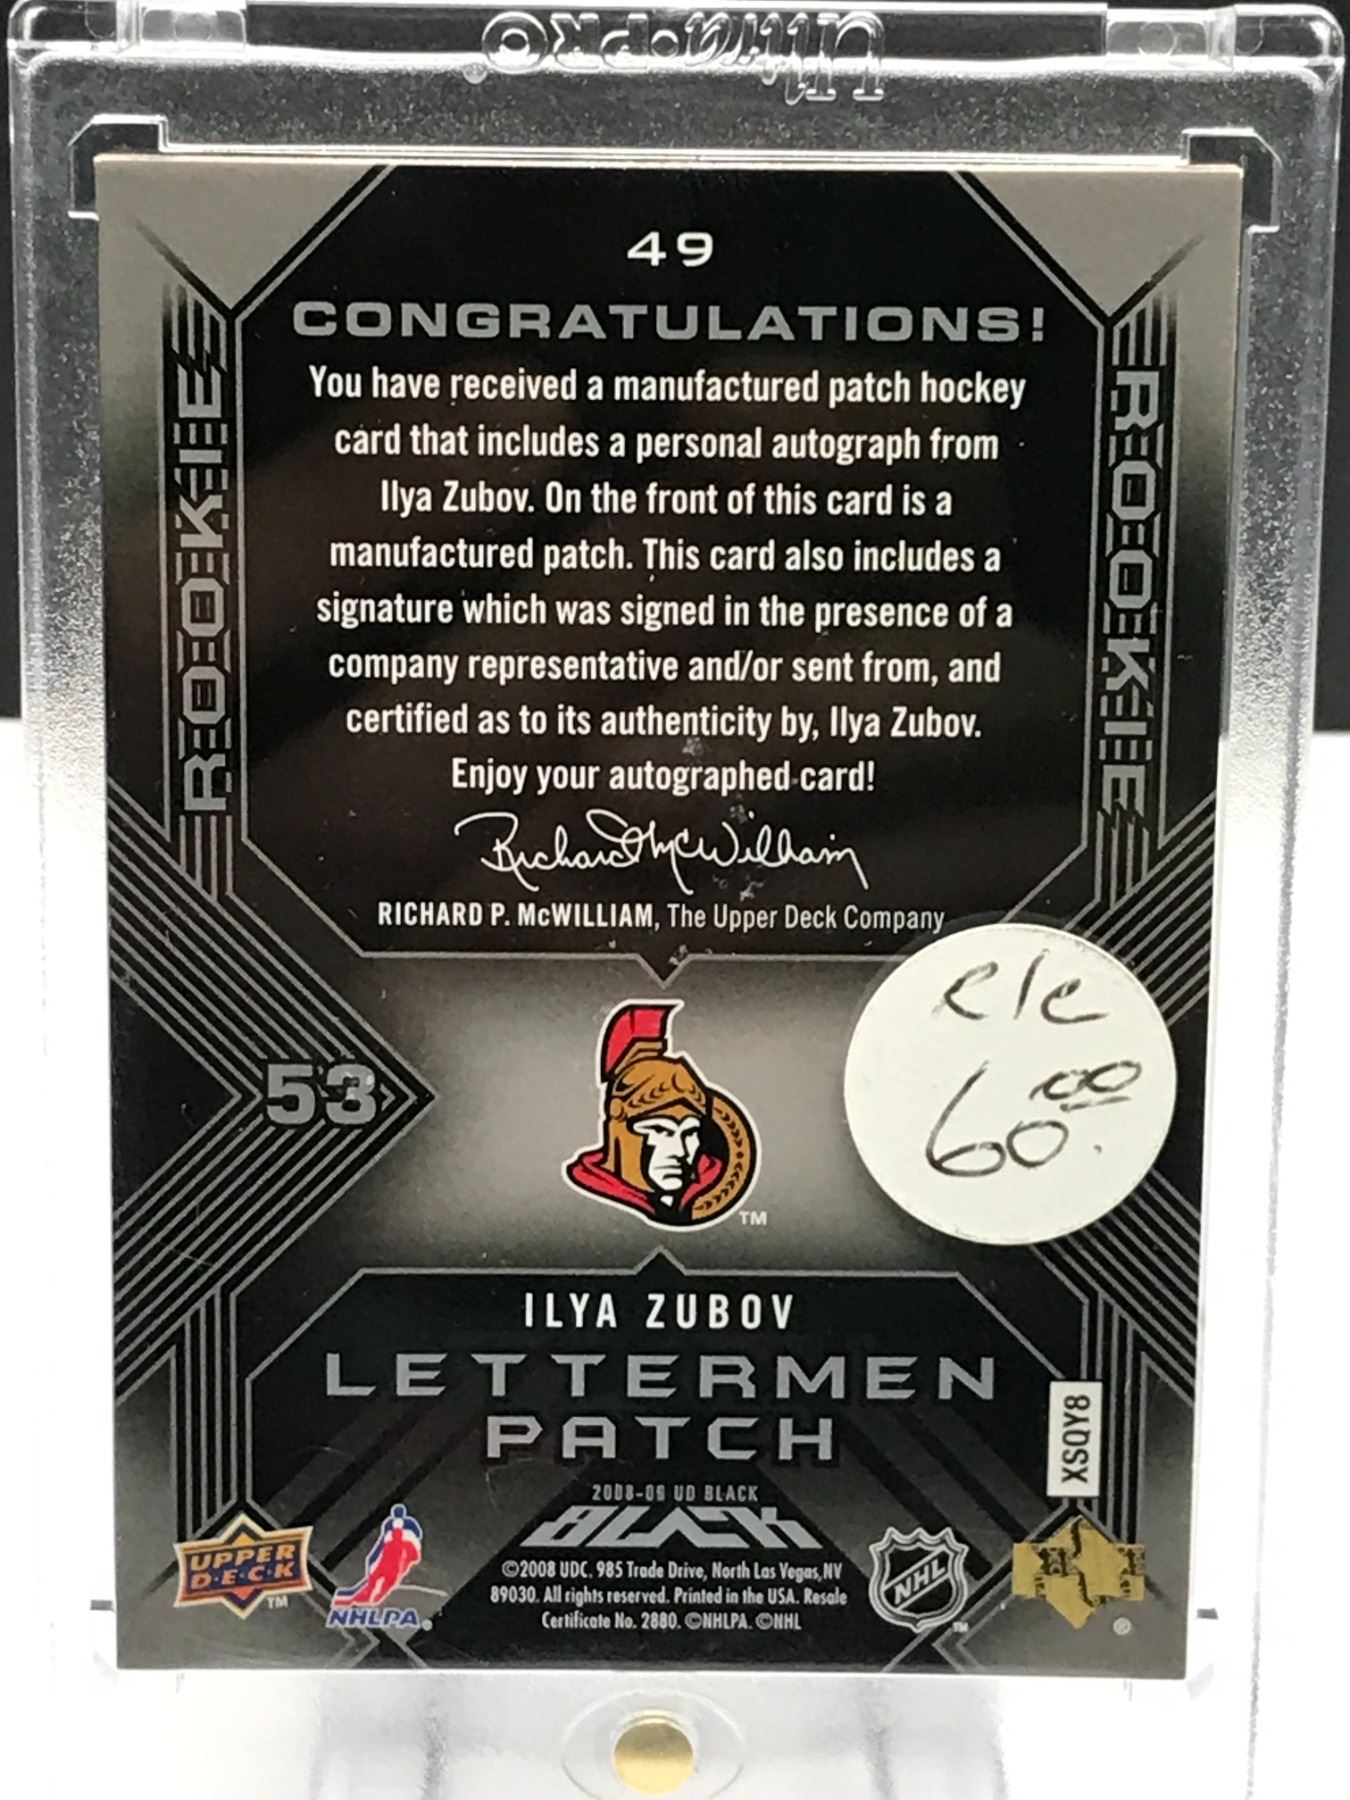 Ultra•PRO®
49
CONGRATULATIONS!
You have received a manufactured patch hockey
card that includes a personal autograph from
Ilya Zubov. On the front of this card is a
manufactured patch. This card also includes a
signature which was signed in the presence of a
company representative and/or sent from, and
certified as to its authenticity by, Ilya Zubov.
Enjoy your autographed card!
Richard McWilliam
RICHARD P. McWILLIAM, The Upper Deck Company
ROOKIE
ROOKIE
60.00
53
TM
ILYA ZUBOV
LETTERMEN
PATCH
XSQY8
2008-09 UD BLACK
BLACK
UPPER
D•E•C•K
TM
NHLPA®
©2008 UDC. 985 Trade Drive, North Las Vegas, NV
89030. All rights reserved. Printed in the USA. Resale
Certificate No. 2880. ©NHLPA. ©NHL
NHL
TM
®